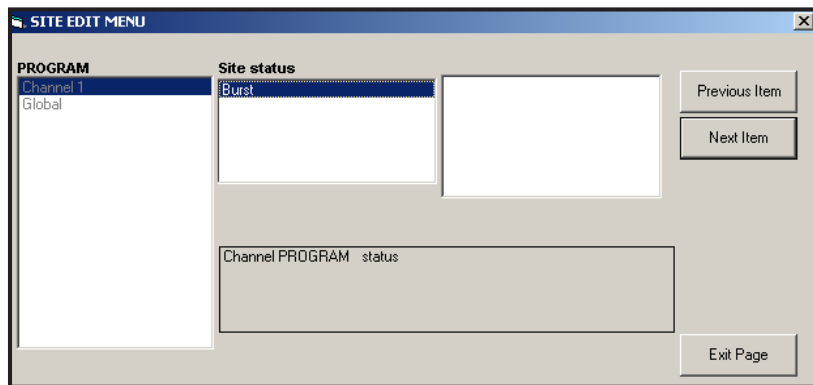 SITE EDIT MENU
PROGRAM
Channel 1
Global
Site status
Burst
Previous Item
Next Item
Channel PROGRAM status
Exit Page